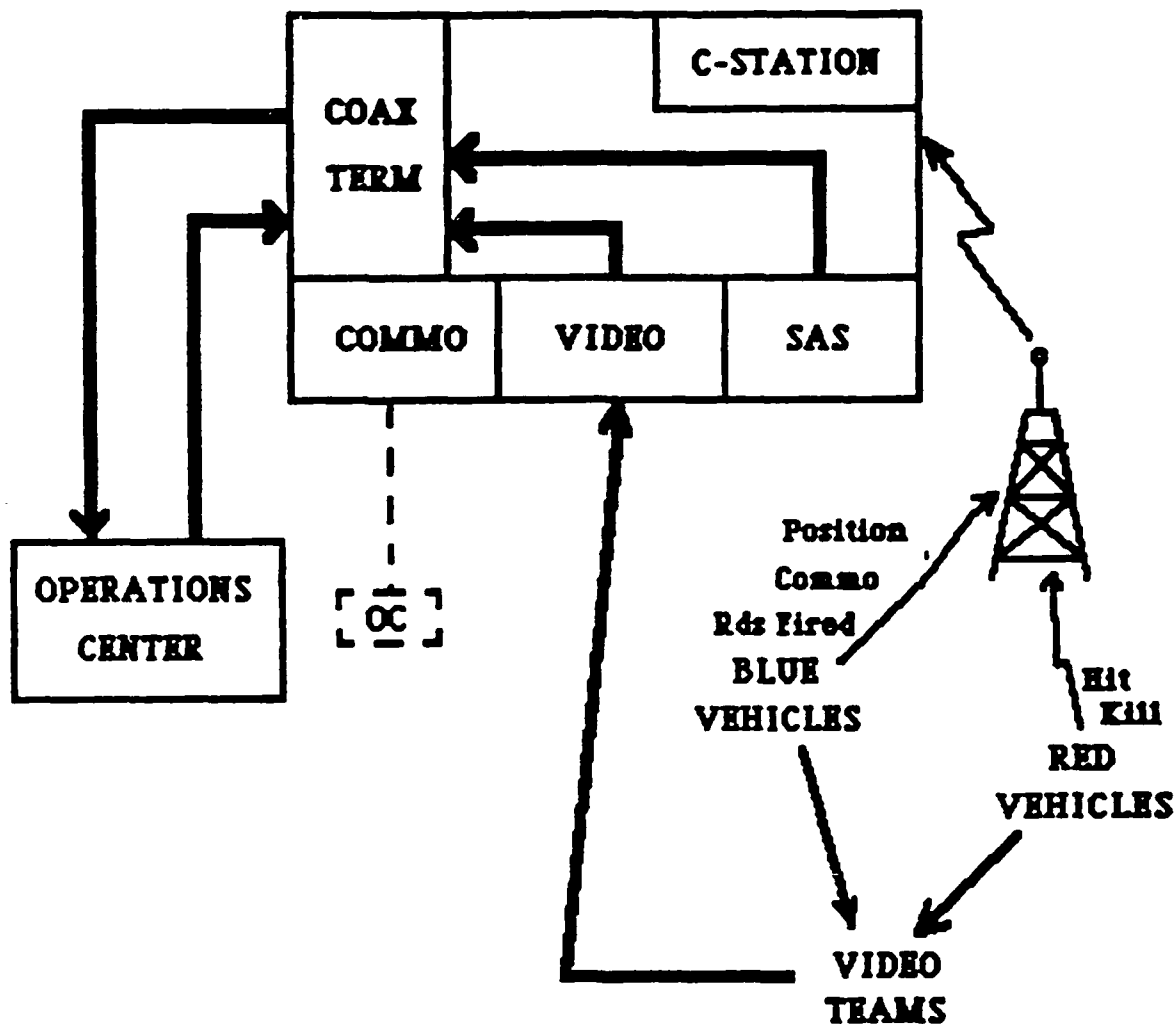 C-STATION
COAX
TERM
COMMO
VIDEO
SAS
OPERATIONS
CENTER
OC
Position
Commo
Rds Fired
BLUE
VEHICLES
Hit
Kill
RED
VEHICLES
VIDEO
TEAMS